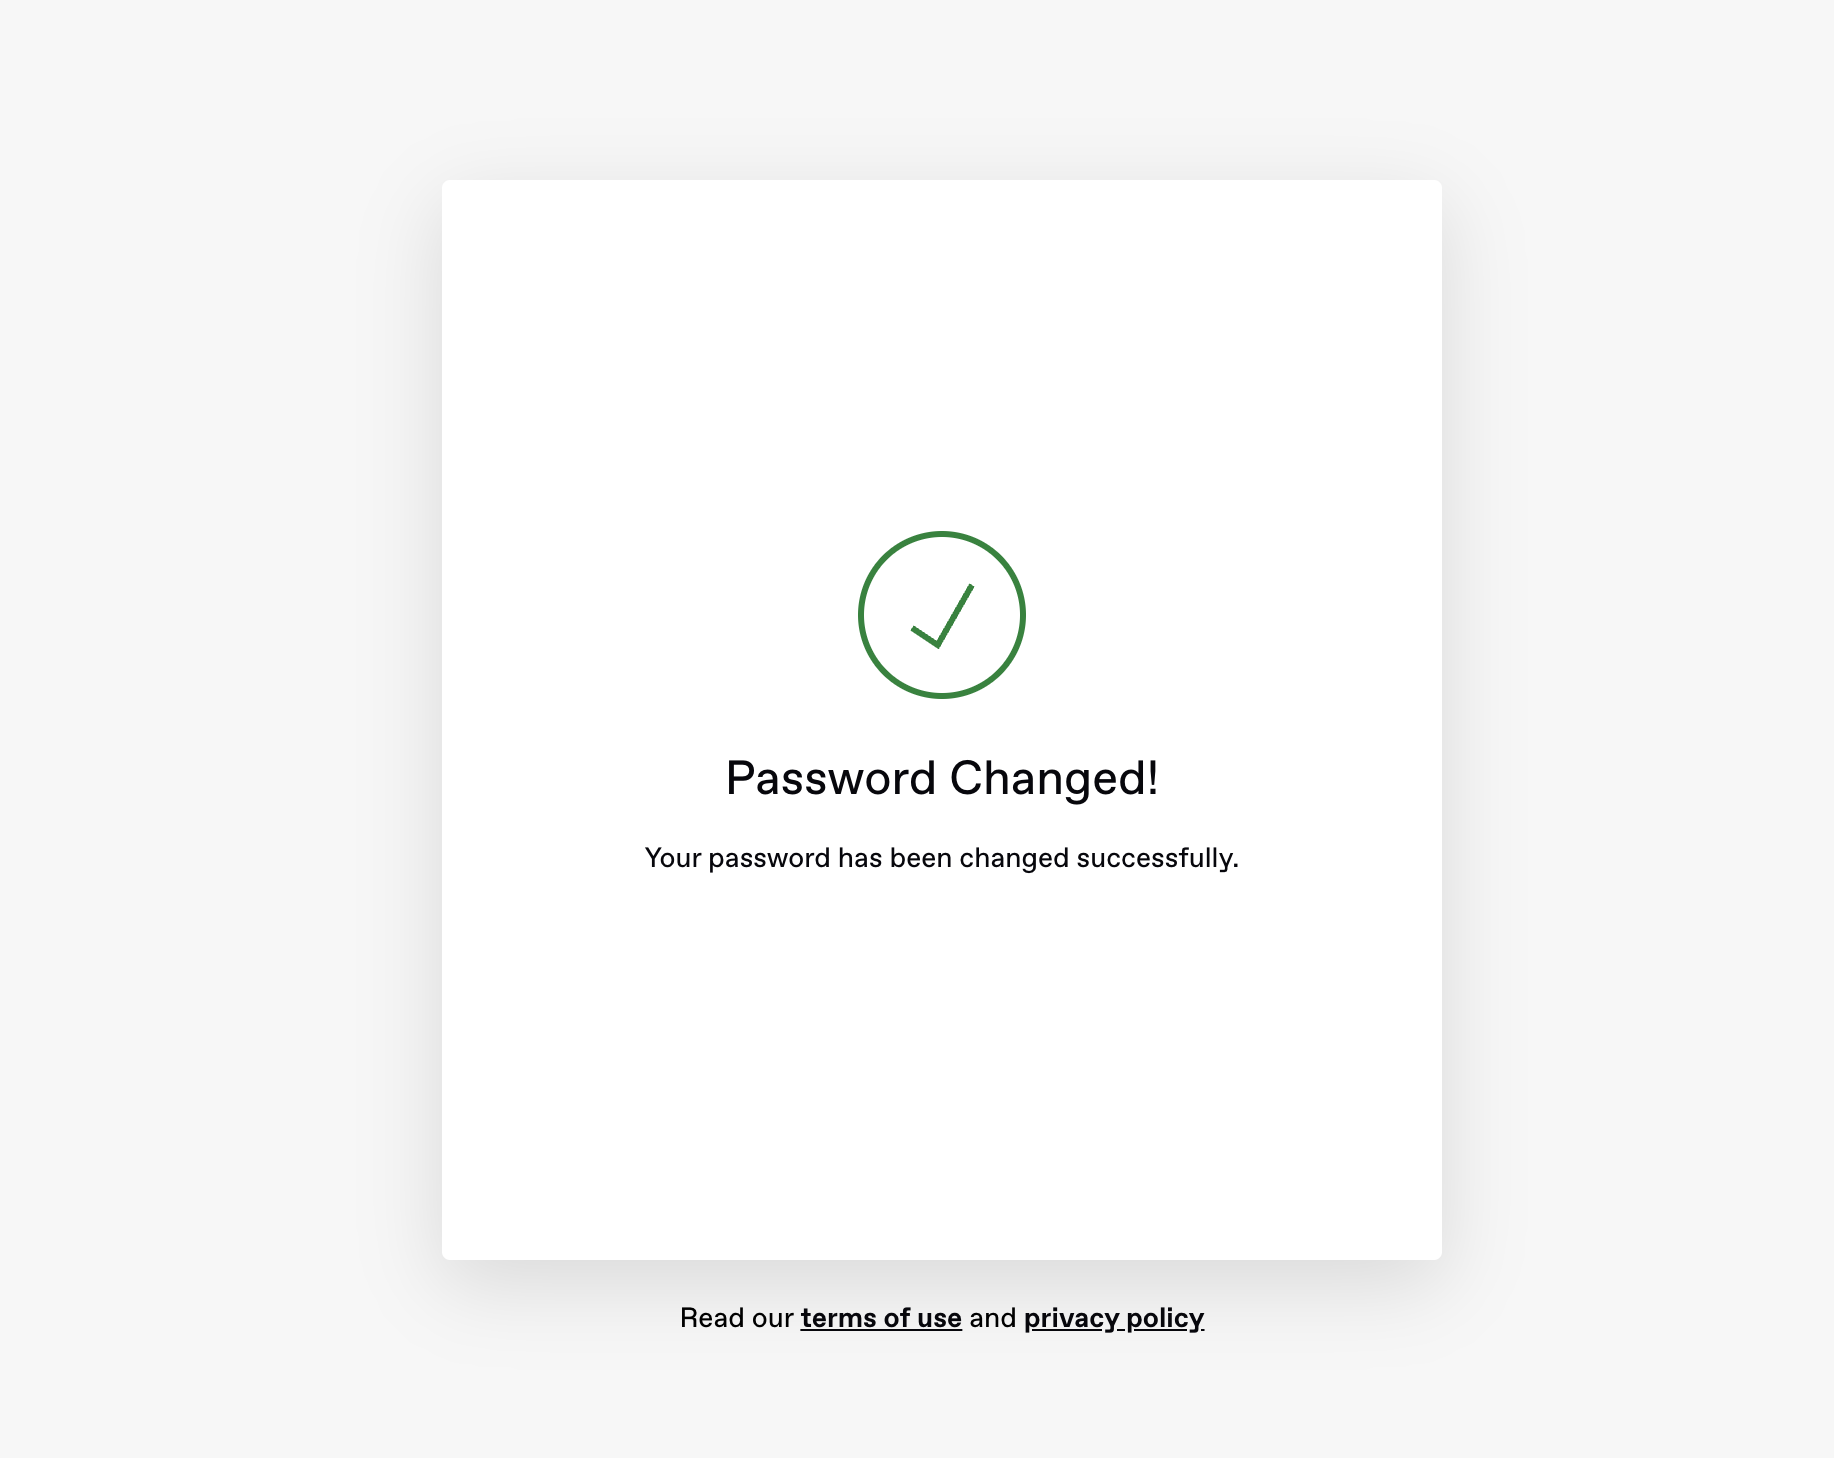 Password Changed!
Your password has been changed successfully.
Read our terms of use and privacy policy